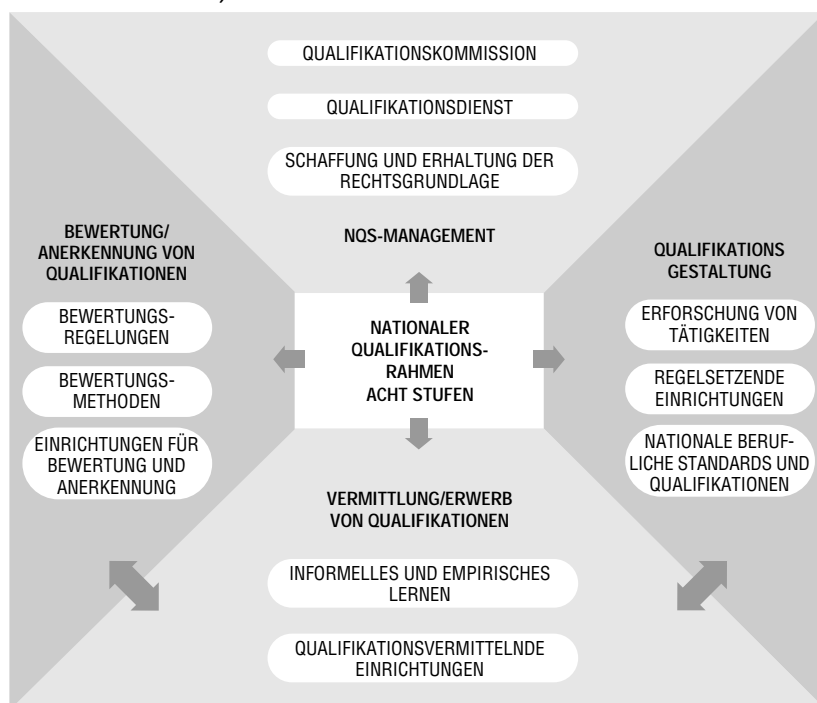 QUALIFIKATIONSKOMMISSION
QUALIFIKATIONSDIENST
SCHAFFUNG UND ERHALTUNG DER
RECHTSGRUNDLAGE
NQS-MANAGEMENT
BEWERTUNG/
ANERKENNUNG VON
QUALIFIKATIONEN
BEWERTUNGS-
REGELUNGEN
BEWERTUNGS-
METHODEN
EINRICHTUNGEN FÜR
BEWERTUNG UND
ANERKENNUNG
NATIONALER
QUALIFIKATIONS-
RAHMEN
ACHT STUFEN
QUALIFIKATIONS
GESTALTUNG
ERFORSCHUNG VON
TÄTIGKEITEN
REGELSETZENDE
EINRICHTUNGEN
NATIONALE BERUF-
LICHE STANDARDS UND
QUALIFIKATIONEN
VERMITTLUNG/ERWERB
VON QUALIFIKATIONEN
INFORMELLES UND EMPIRISCHES
LERNEN
QUALIFIKATIONSVERMITTELNDE
EINRICHTUNGEN